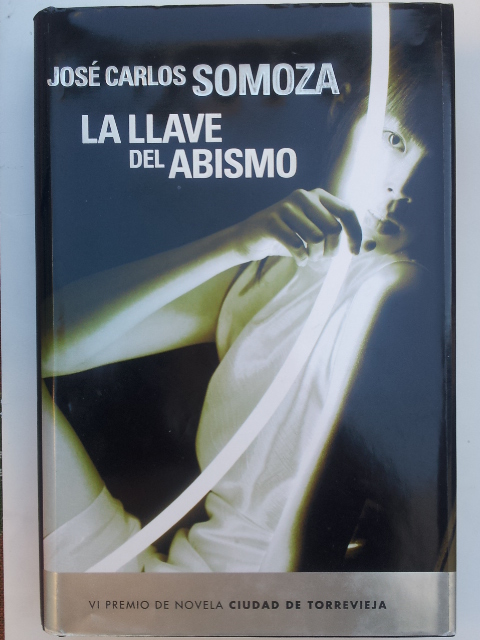 JOSÉ CARLOS SOMOZA
LA LLAVE
DEL ABISMO
VI PREMIO DE NOVELA CIUDAD DE TORREVIEJA